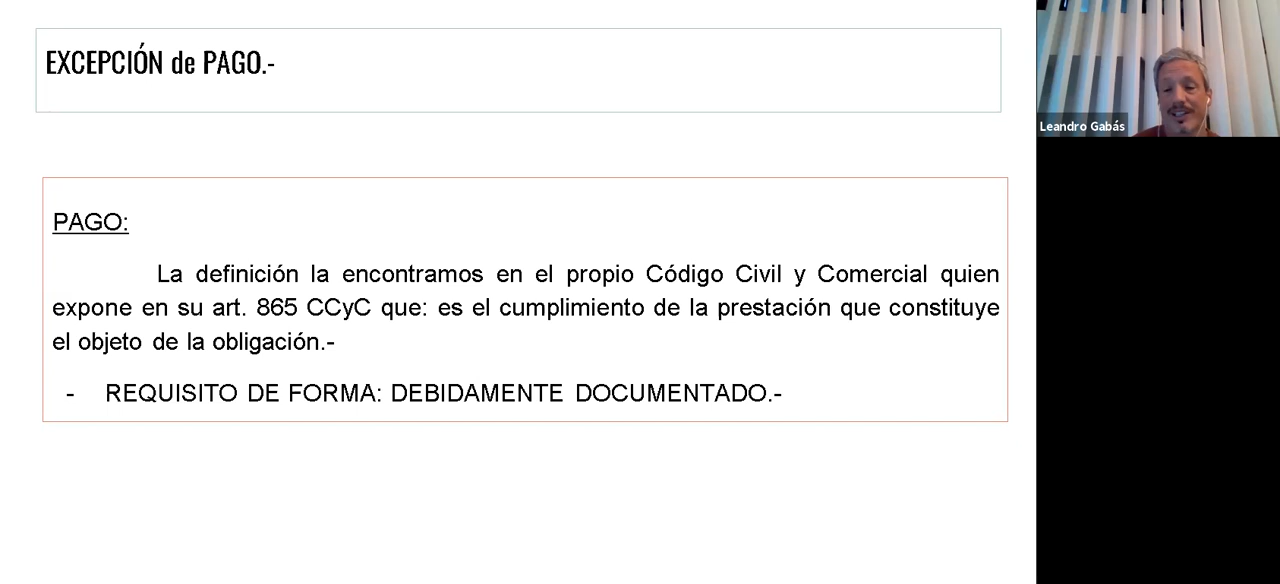 EXCEPCIÓN de PAGO.-
Leandro Gabás
PAGO:
La definición la encontramos en el propio Código Civil y Comercial quien
expone en su art. 865 CCyC que: es el cumplimiento de la prestación que constituye
el objeto de la obligación.-
- REQUISITO DE FORMA: DEBIDAMENTE DOCUMENTADO.-